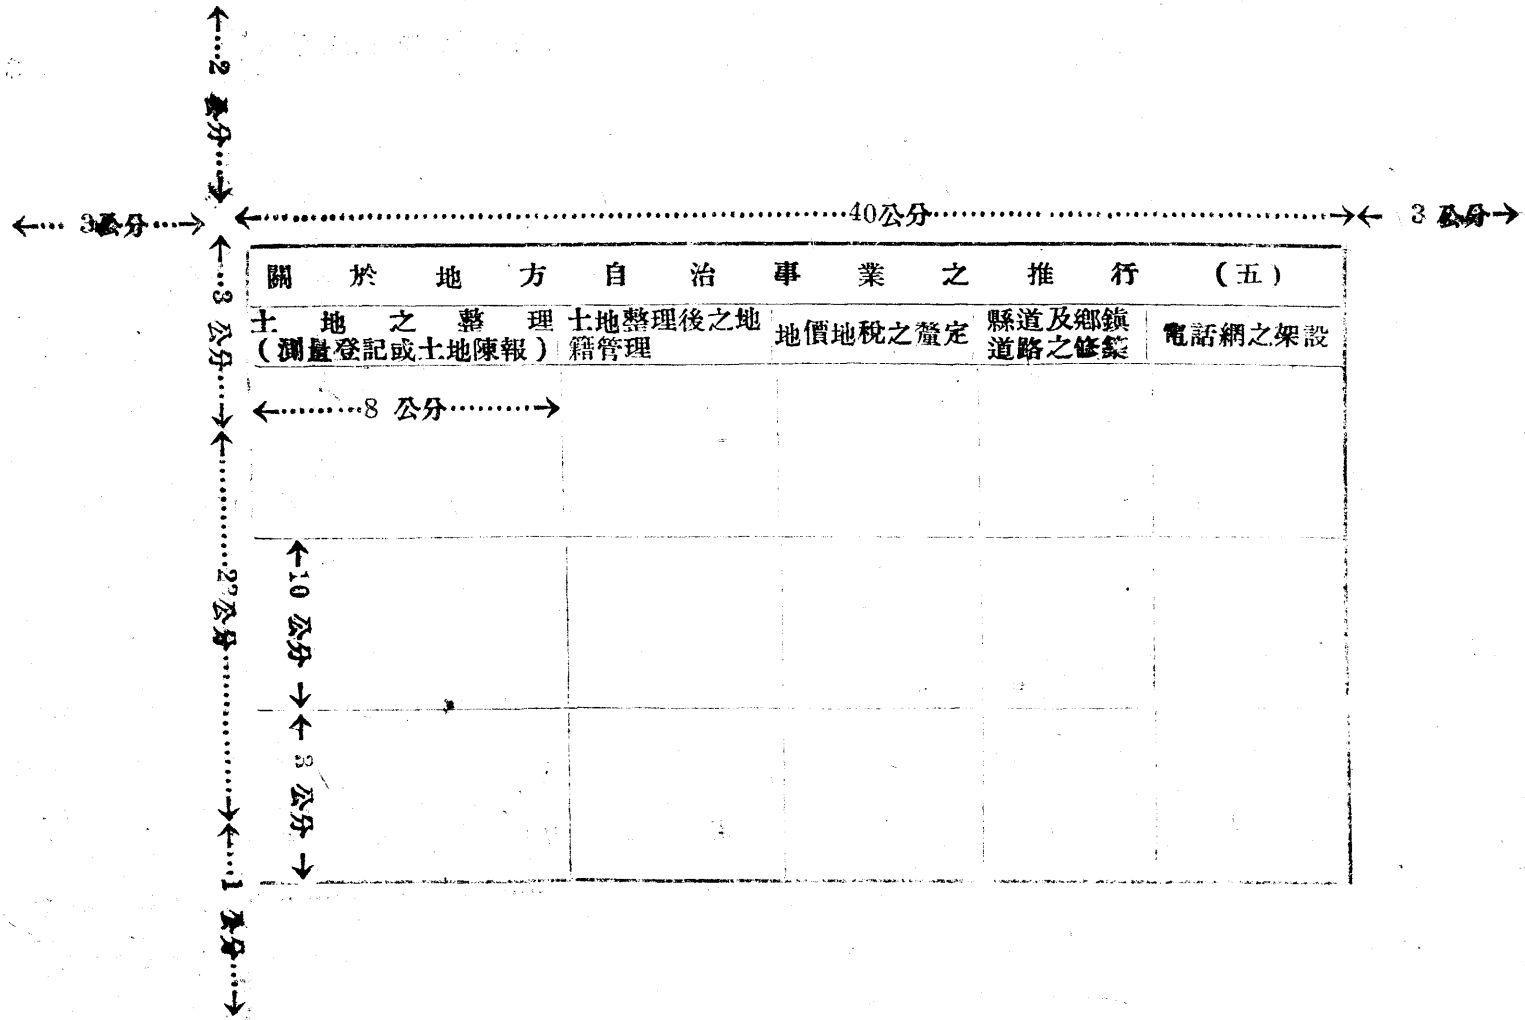 2 公分
3公分
40公分
3 公分
3 公分
關於地方自治事業之推行(五)
土地之整理
(測量登記或土地陳報)
土地整理後之地
籍管理
地價地稅之釐定
縣道及鄉鎮
道路之修築
電話網之架設
8 公分
公分
10 公分
公分
1 公分